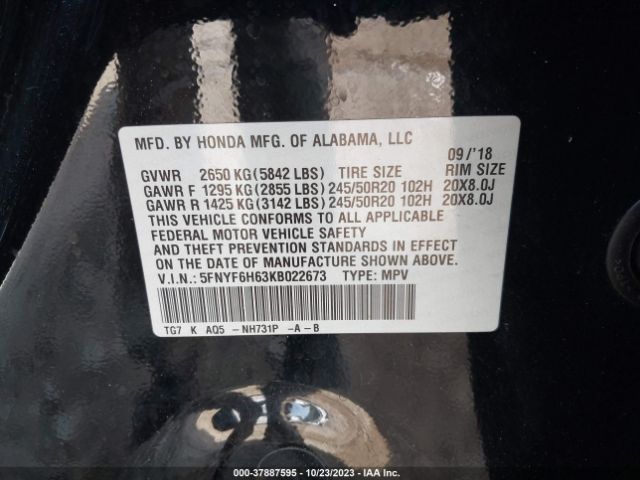 MFD. BY HONDA MFG. OF ALABAMA, LLC
09/'18
GVWR 2650 KG(5842 LBS) TIRE SIZE RIM SIZE
GAWR F 1295 KG(2855 LBS) 245/50R20 102H 20X8.0J
GAWR R 1425 KG(3142 LBS) 245/50R20 102H 20X8.0J
THIS VEHICLE CONFORMS TO ALL APPLICABLE
FEDERAL MOTOR VEHICLE SAFETY
AND THEFT PREVENTION STANDARDS IN EFFECT
ON THE DATE OF MANUFACTURE SHOWN ABOVE.
V.I.N.: 5FNYF6H63KB022673 TYPE: MPV
TG7 K AQ5 -NH731P -A-B
000-37887595 - 10/23/2023 - IAA Inc.